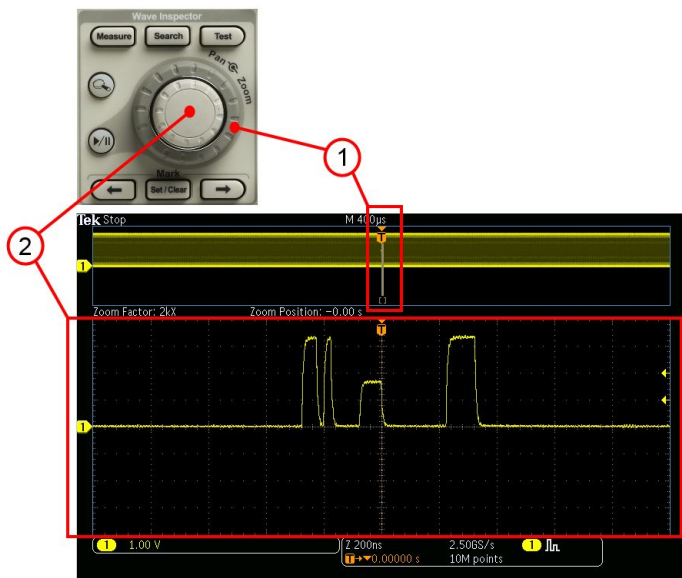 Wave Inspector
Measure Search Test
Pan Zoom
Mark
Set / Clear
1
2
Tek Stop M 400µs
T
1
Zoom Factor: 2kX Zoom Position: -0.00 s
T
1
1 1.00 V Z 200ns 2.50GS/s 1
T→▼0.00000 s 10M points